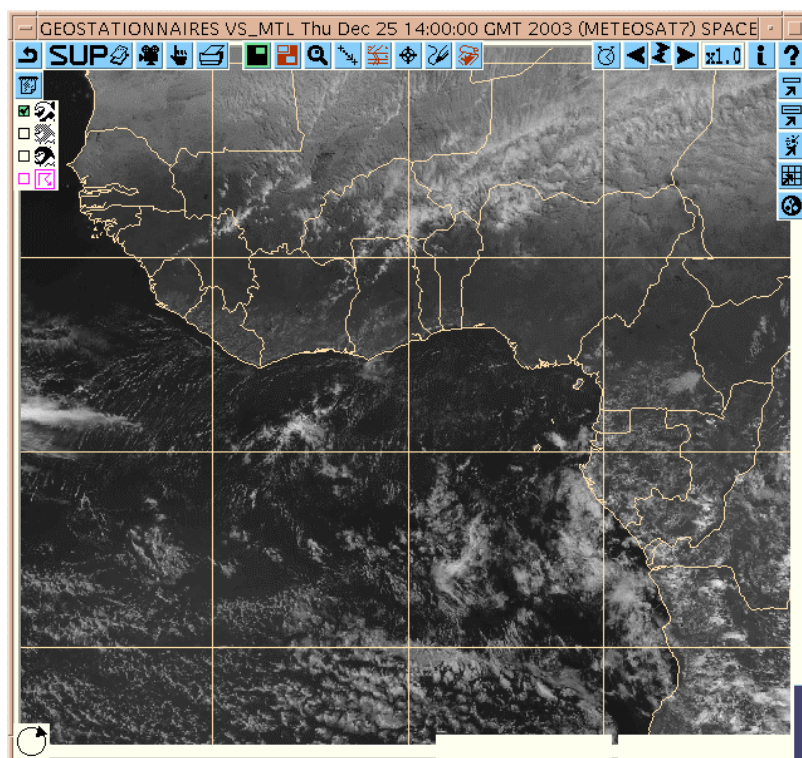 GEOSTATIONNAIRES VS_MTL Thu Dec 25 14:00:00 GMT 2003 (METEOSAT7) SPACE
SUP x1.0 i ?